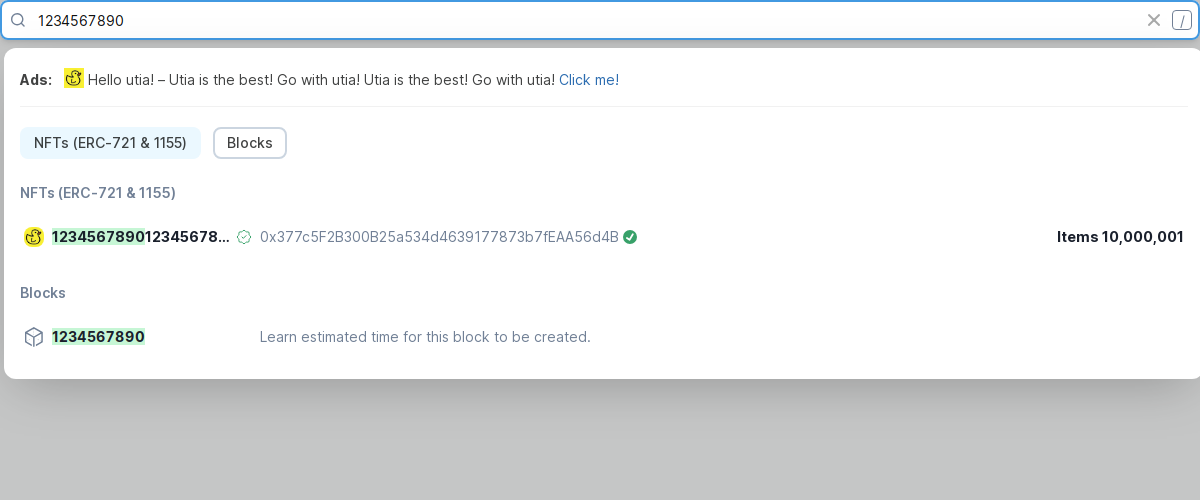 1234567890 /
Ads: Hello utia! – Utia is the best! Go with utia! Utia is the best! Go with utia! Click me!
NFTs (ERC-721 & 1155) Blocks
NFTs (ERC-721 & 1155)
123456789012345678... 0x377c5F2B300B25a534d4639177873b7fEAA56d4B Items 10,000,001
Blocks
1234567890 Learn estimated time for this block to be created.